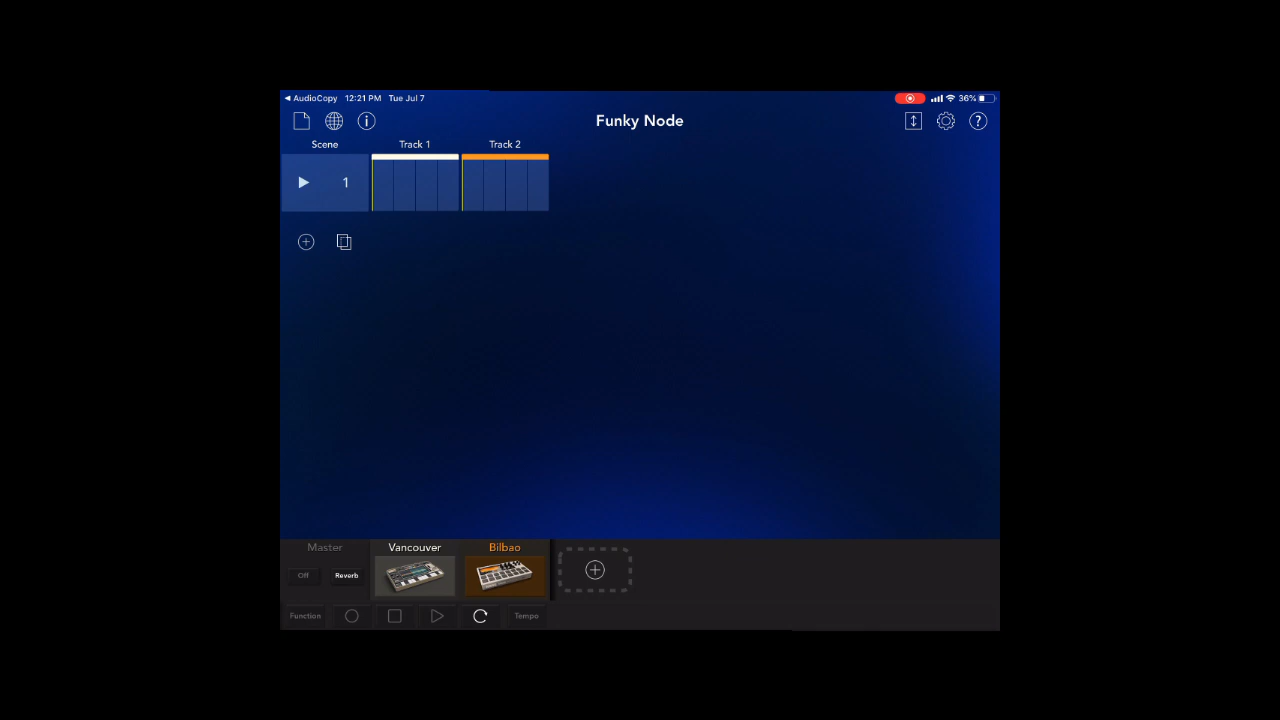 AudioCopy 12:21 PM Tue Jul 7 36%
Funky Node
Scene Track 1 Track 2
1
Master Vancouver Bilbao
Off Reverb
Function Tempo